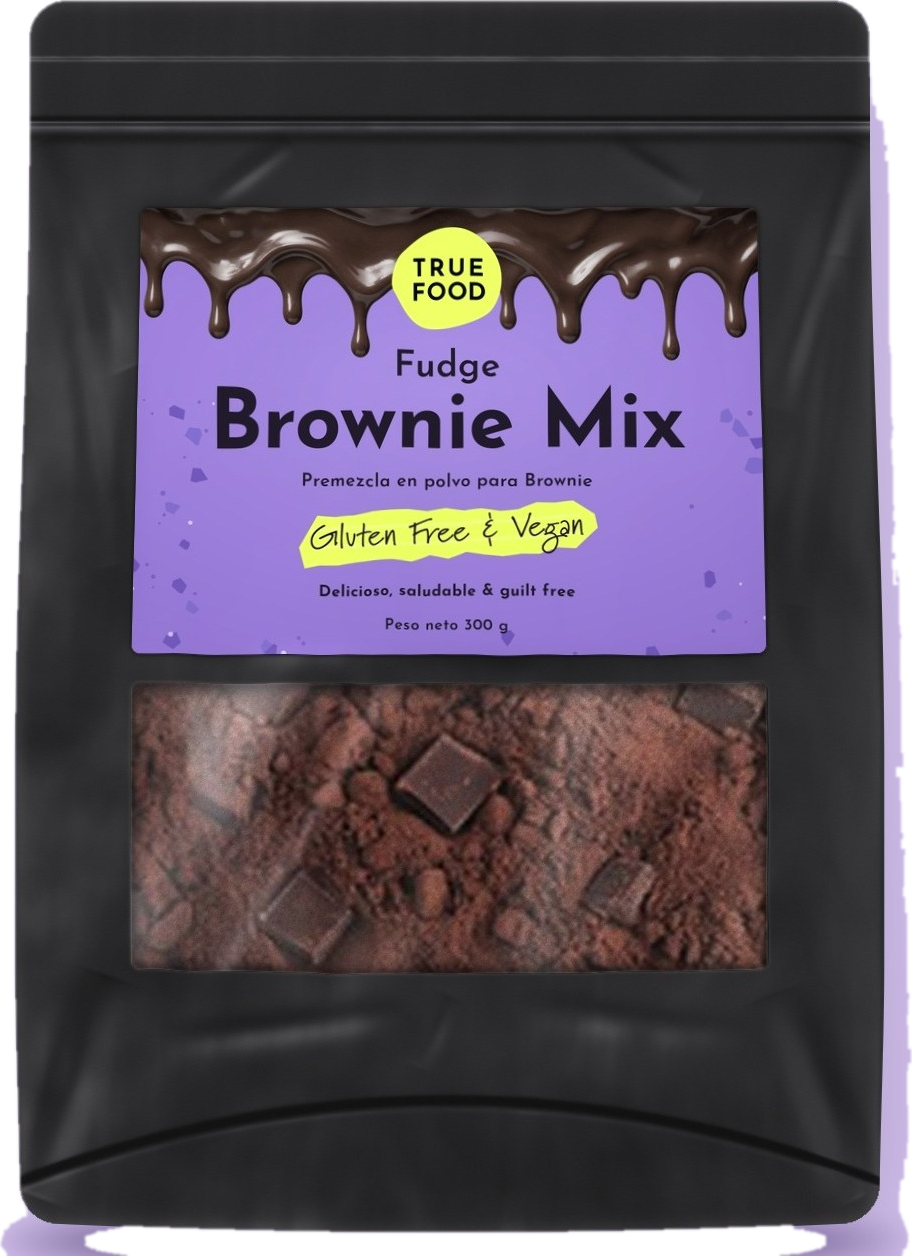 TRUE
FOOD
Fudge
Brownie Mix
Premezcla en polvo para Brownie
Gluten Free & Vegan
Delicioso, saludable & guilt free
Peso neto 300 g